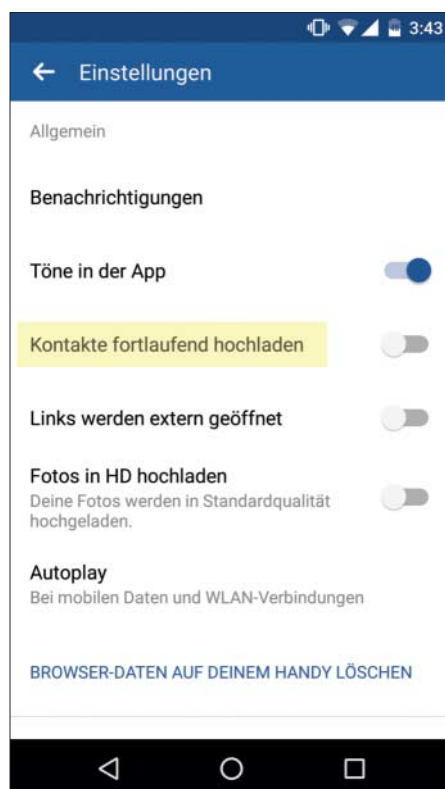 3:43
Einstellungen
Allgemein
Benachrichtigungen
Töne in der App
Kontakte fortlaufend hochladen
Links werden extern geöffnet
Fotos in HD hochladen
Deine Fotos werden in Standardqualität
hochgeladen.
Autoplay
Bei mobilen Daten und WLAN-Verbindungen
BROWSER-DATEN AUF DEINEM HANDY LÖSCHEN